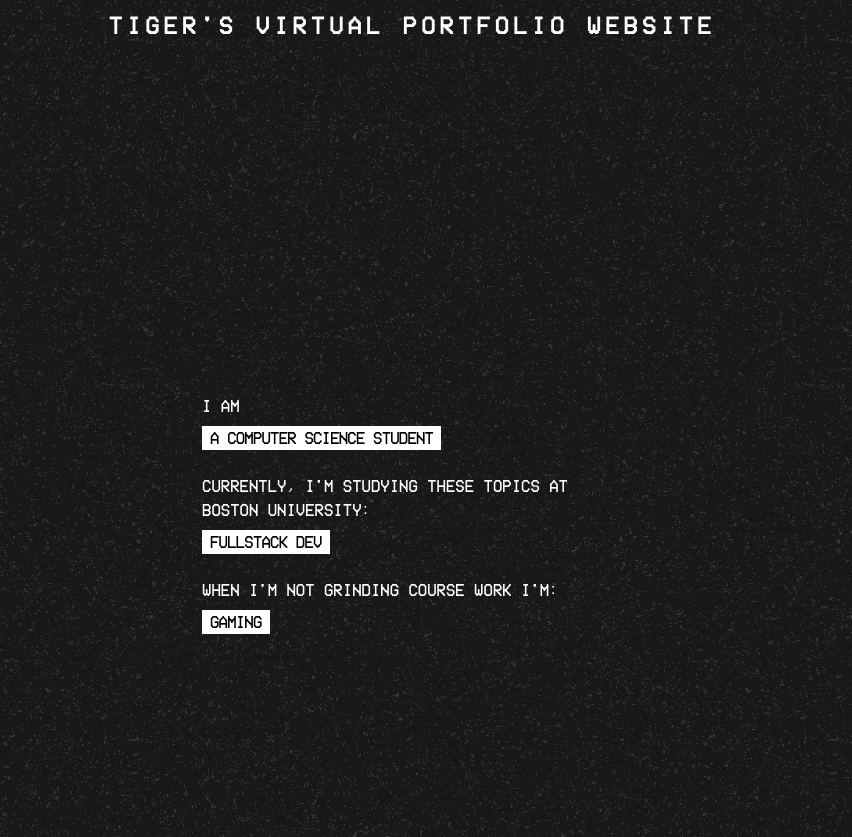 TIGER'S VIRTUAL PORTFOLIO WEBSITE
I AM
A COMPUTER SCIENCE STUDENT
CURRENTLY, I'M STUDYING THESE TOPICS AT
BOSTON UNIVERSITY:
FULLSTACK DEV
WHEN I'M NOT GRINDING COURSE WORK I'M:
GAMING